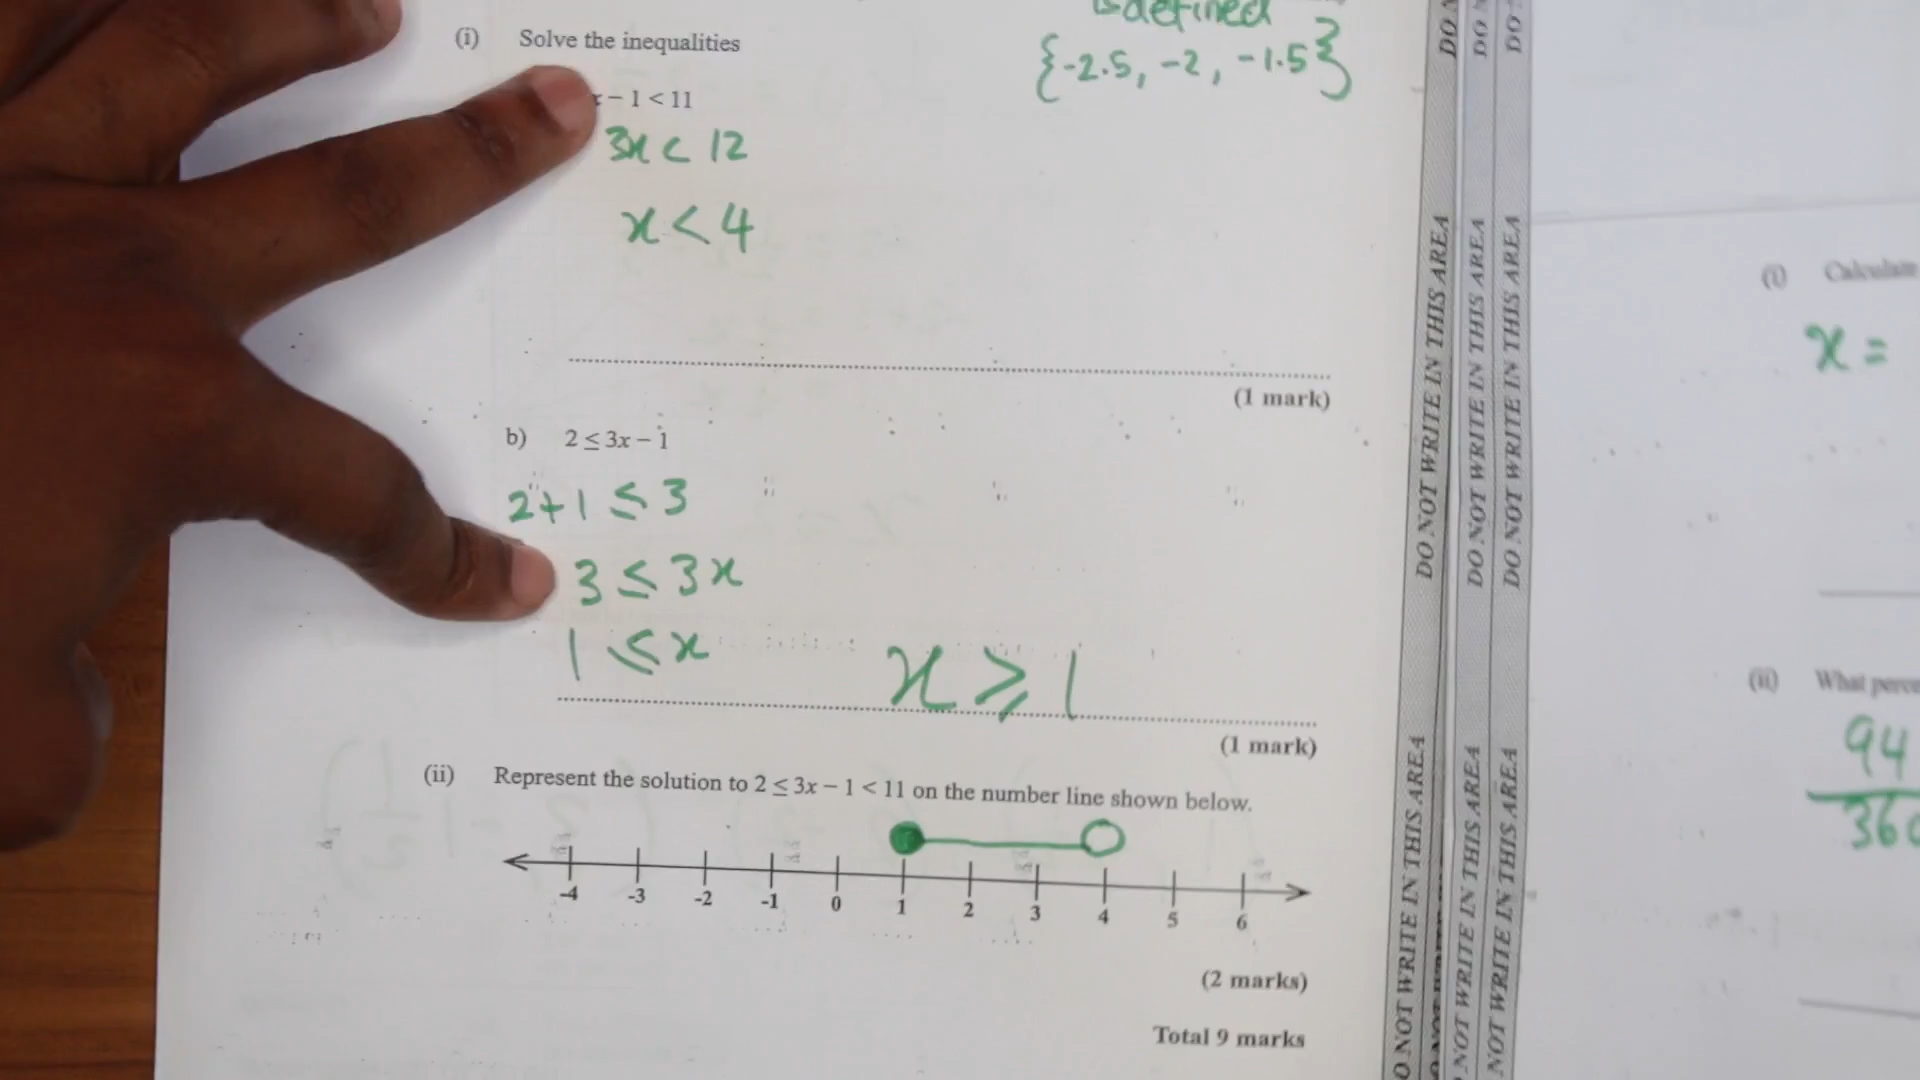 is defined
(i) Solve the inequalities
{-2.5, -2, -1.5}
x – 1 < 11
3x < 12
x < 4
(1 mark)
b) 2 ≤ 3x – 1
2+1 ≤ 3
3 ≤ 3x
1 ≤ x
x ⩾ 1
(1 mark)
(ii) Represent the solution to 2 ≤ 3x – 1 < 11 on the number line shown below.
-4 -3 -2 -1 0 1 2 3 4 5 6
(2 marks)
Total 9 marks
DO NOT WRITE IN THIS AREA
DO NOT WRITE IN THIS AREA
DO NOT WRITE IN THIS AREA
DO NOT WRITE IN THIS AREA
NOT WRITE IN THIS AREA
NOT WRITE IN THIS AREA
(i) Calculate
x =
(ii) What
94
360